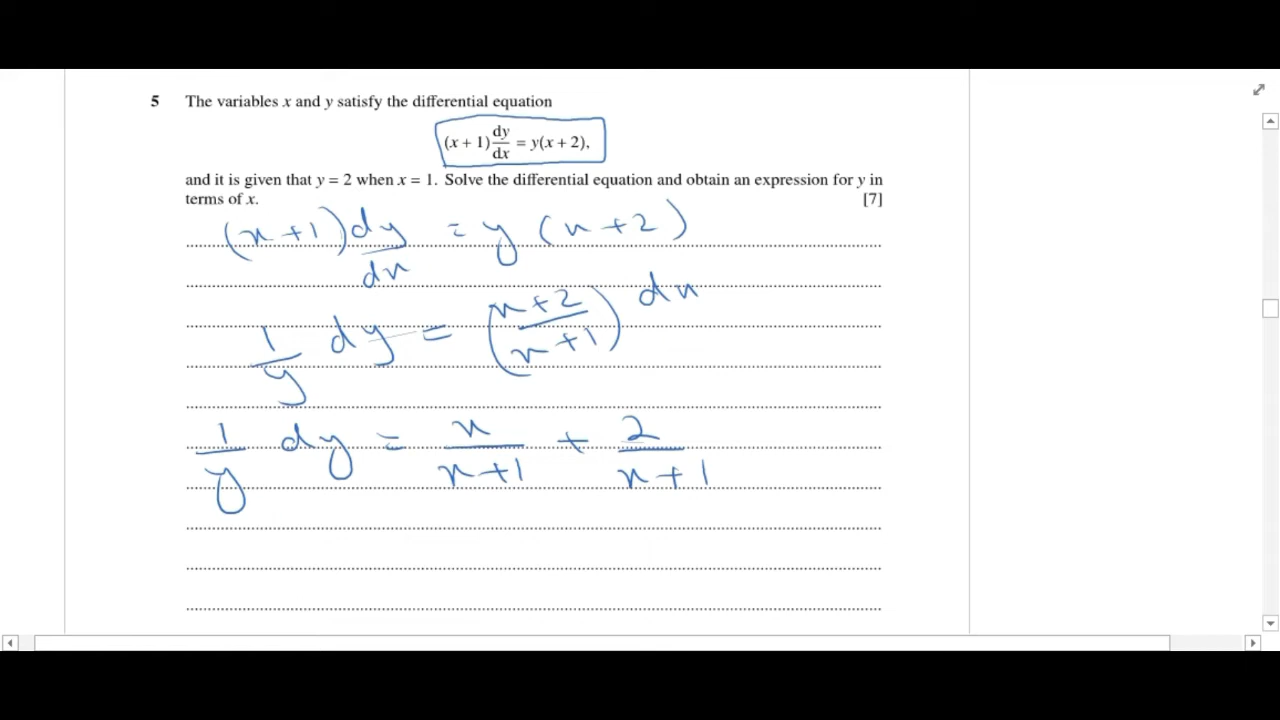 5 The variables x and y satisfy the differential equation
(x + 1) dy/dx = y(x + 2),
and it is given that y = 2 when x = 1. Solve the differential equation and obtain an expression for y in
terms of x. [7]
(x+1) dy/dx = y (x+2)
1/y dy = (x+2/x+1) dx
1/y dy = x/x+1 + 2/x+1